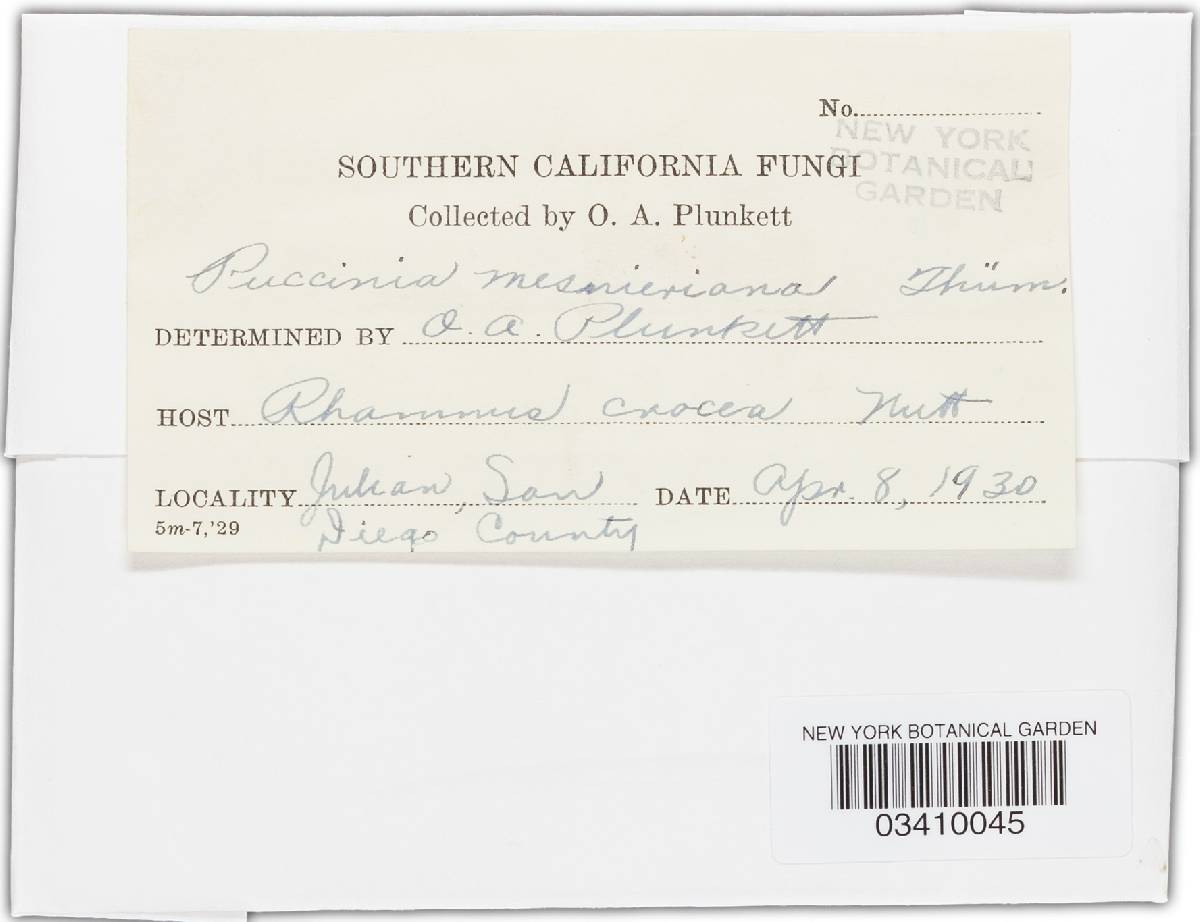 No.
NEW YORK
BOTANICAL
GARDEN
SOUTHERN CALIFORNIA FUNGI
Collected by O. A. Plunkett
Puccinia mesnieriana Thüm.
DETERMINED BY O. A. Plunkett
HOST Rhamnus crocea Nutt
LOCALITY Julian, San DATE Apr. 8, 1930
Diego County
5m-7,'29
NEW YORK BOTANICAL GARDEN
03410045